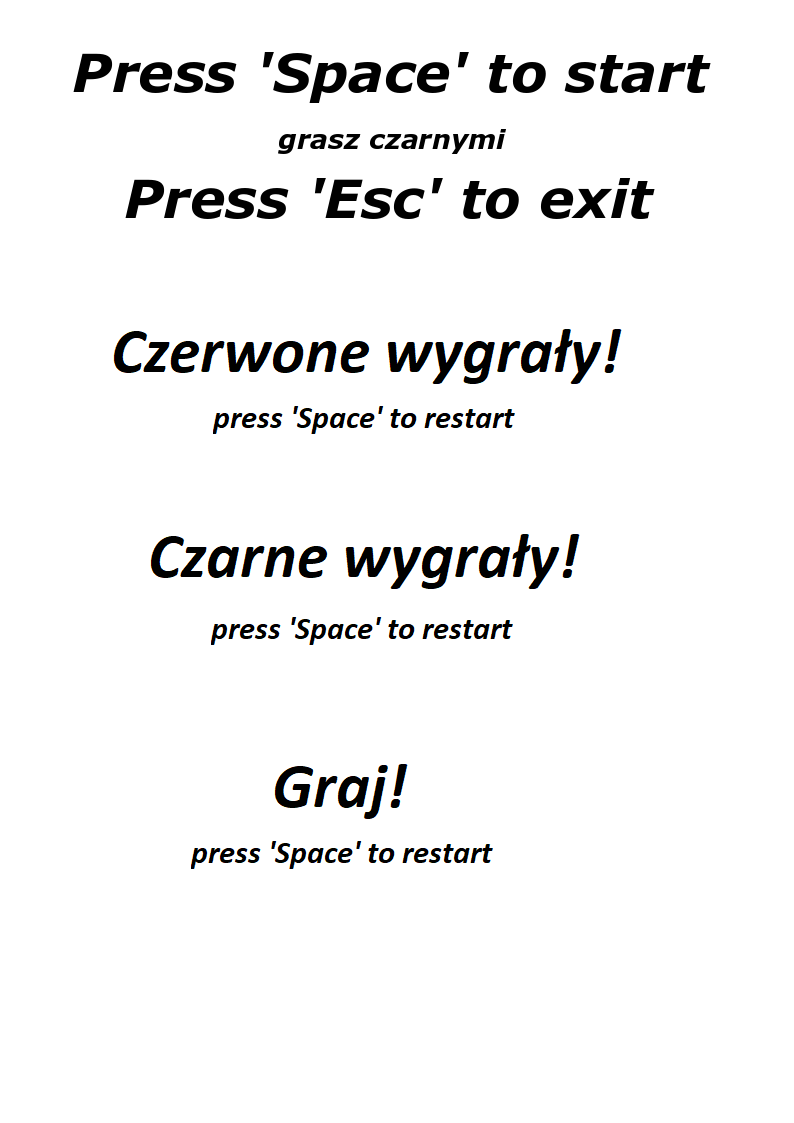 Press 'Space' to start
grasz czarnymi
Press 'Esc' to exit
Czerwone wygrały!
press 'Space' to restart
Czarne wygrały!
press 'Space' to restart
Graj!
press 'Space' to restart